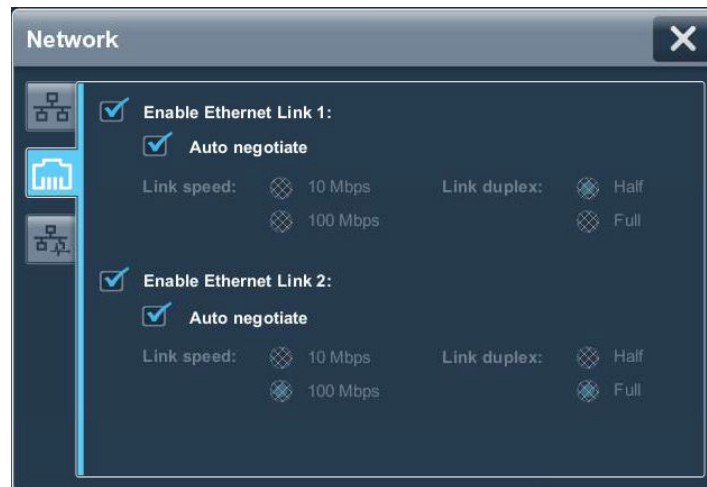 Network
Enable Ethernet Link 1:
Auto negotiate
Link speed: 10 Mbps Link duplex: Half
100 Mbps Full
Enable Ethernet Link 2:
Auto negotiate
Link speed: 10 Mbps Link duplex: Half
100 Mbps Full